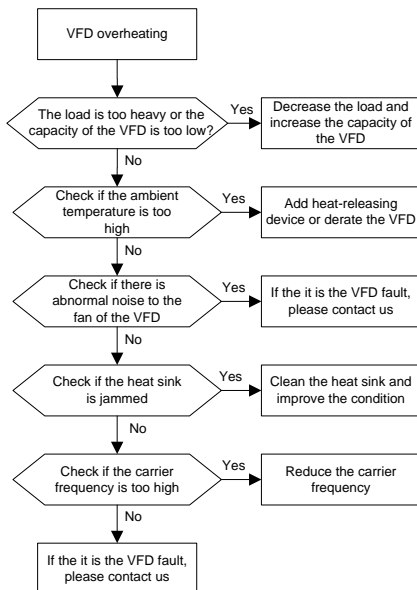 VFD overheating
The load is too heavy or the
capacity of the VFD is too low?
Yes
Decrease the load and
increase the capacity of
the VFD
No
Check if the ambient
temperature is too
high
Yes
Add heat-releasing
device or derate the VFD
No
Check if there is
abnormal noise to the
fan of the VFD
Yes
If the it is the VFD fault,
please contact us
No
Check if the heat sink
is jammed
Yes
Clean the heat sink and
improve the condition
No
Check if the carrier
frequency is too high
Yes
Reduce the carrier
frequency
No
If the it is the VFD fault,
please contact us